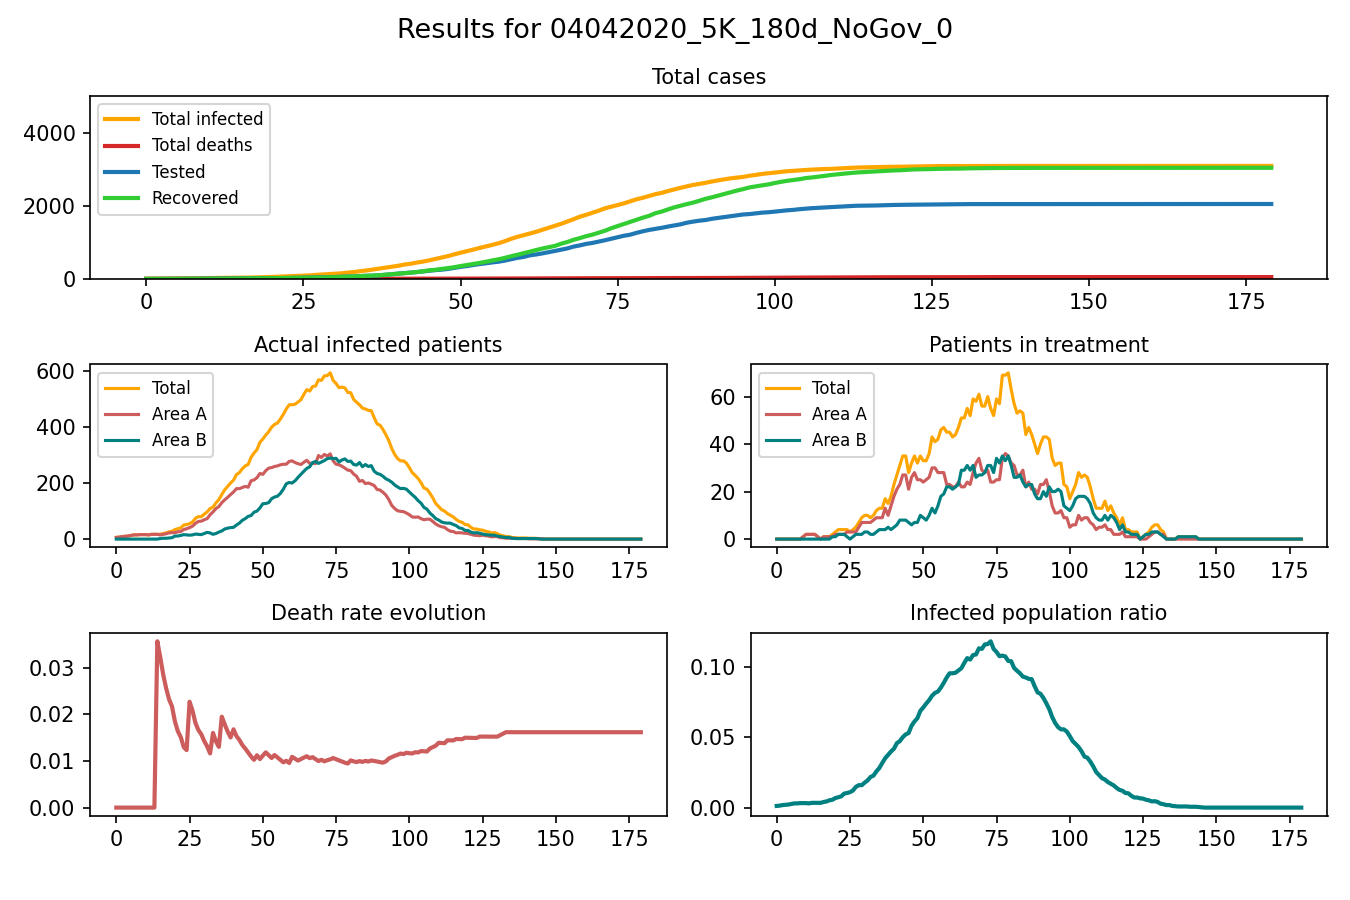 Results for 04042020_5K_180d_NoGov_0
Total cases
Total infected
Total deaths
Tested
Recovered
4000
2000
0
0 25 50 75 100 125 150 175
Actual infected patients
Total
Area A
Area B
600
400
200
0
0 25 50 75 100 125 150 175
Patients in treatment
Total
Area A
Area B
60
40
20
0
0 25 50 75 100 125 150 175
Death rate evolution
0.03
0.02
0.01
0.00
0 25 50 75 100 125 150 175
Infected population ratio
0.10
0.05
0.00
0 25 50 75 100 125 150 175